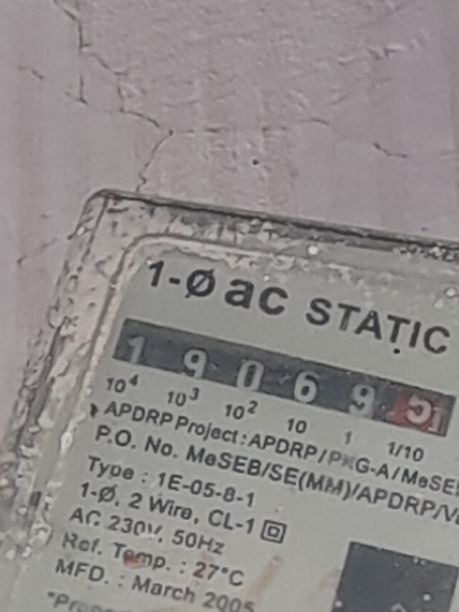 1-Ø ac STATIC
1 9 0 6 9 5
10⁴ 10³ 10² 10 1 1/10
APDRP Project : APDRP / PKG-A / MeSE
P.O. No. MeSEB/SE(MM)/APDRP/V
Type : 1E-05-8-1
1-Ø, 2 Wire, CL-1
AC 230V, 50Hz
Ref. Temp. : 27°C
MFD. : March 2005